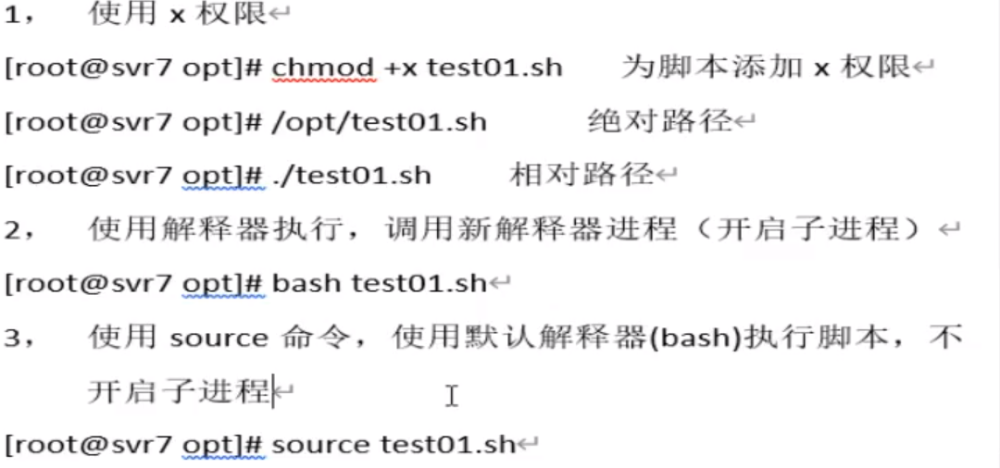 1， 使用 x 权限↵
[root@svr7 opt]# chmod +x test01.sh 为脚本添加 x 权限↵
[root@svr7 opt]# /opt/test01.sh 绝对路径↵
[root@svr7 opt]# ./test01.sh 相对路径↵
2， 使用解释器执行，调用新解释器进程（开启子进程）↵
[root@svr7 opt]# bash test01.sh↵
3， 使用 source 命令，使用默认解释器(bash)执行脚本，不
开启子进程↵
[root@svr7 opt]# source test01.sh↵